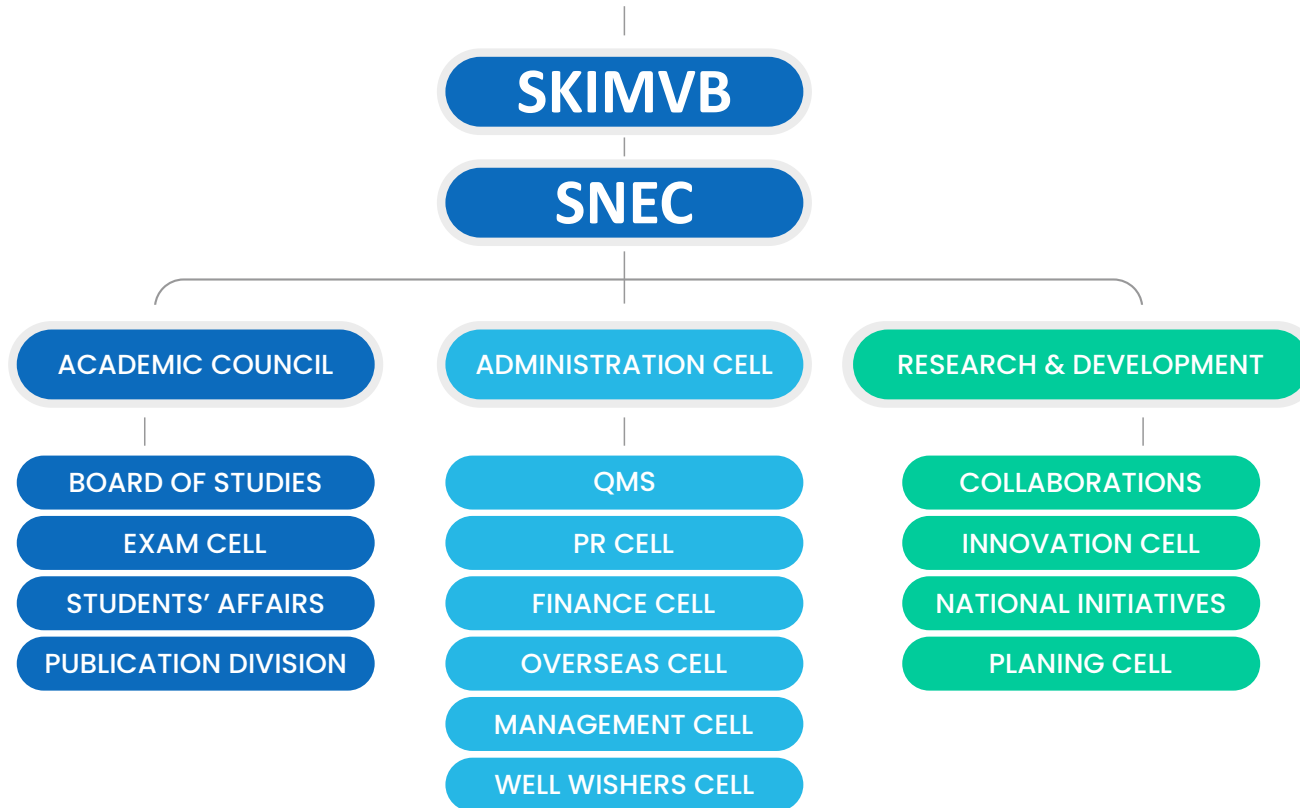 SKIMVB
SNEC
ACADEMIC COUNCIL
BOARD OF STUDIES
EXAM CELL
STUDENTS’ AFFAIRS
PUBLICATION DIVISION
ADMINISTRATION CELL
QMS
PR CELL
FINANCE CELL
OVERSEAS CELL
MANAGEMENT CELL
WELL WISHERS CELL
RESEARCH & DEVELOPMENT
COLLABORATIONS
INNOVATION CELL
NATIONAL INITIATIVES
PLANING CELL